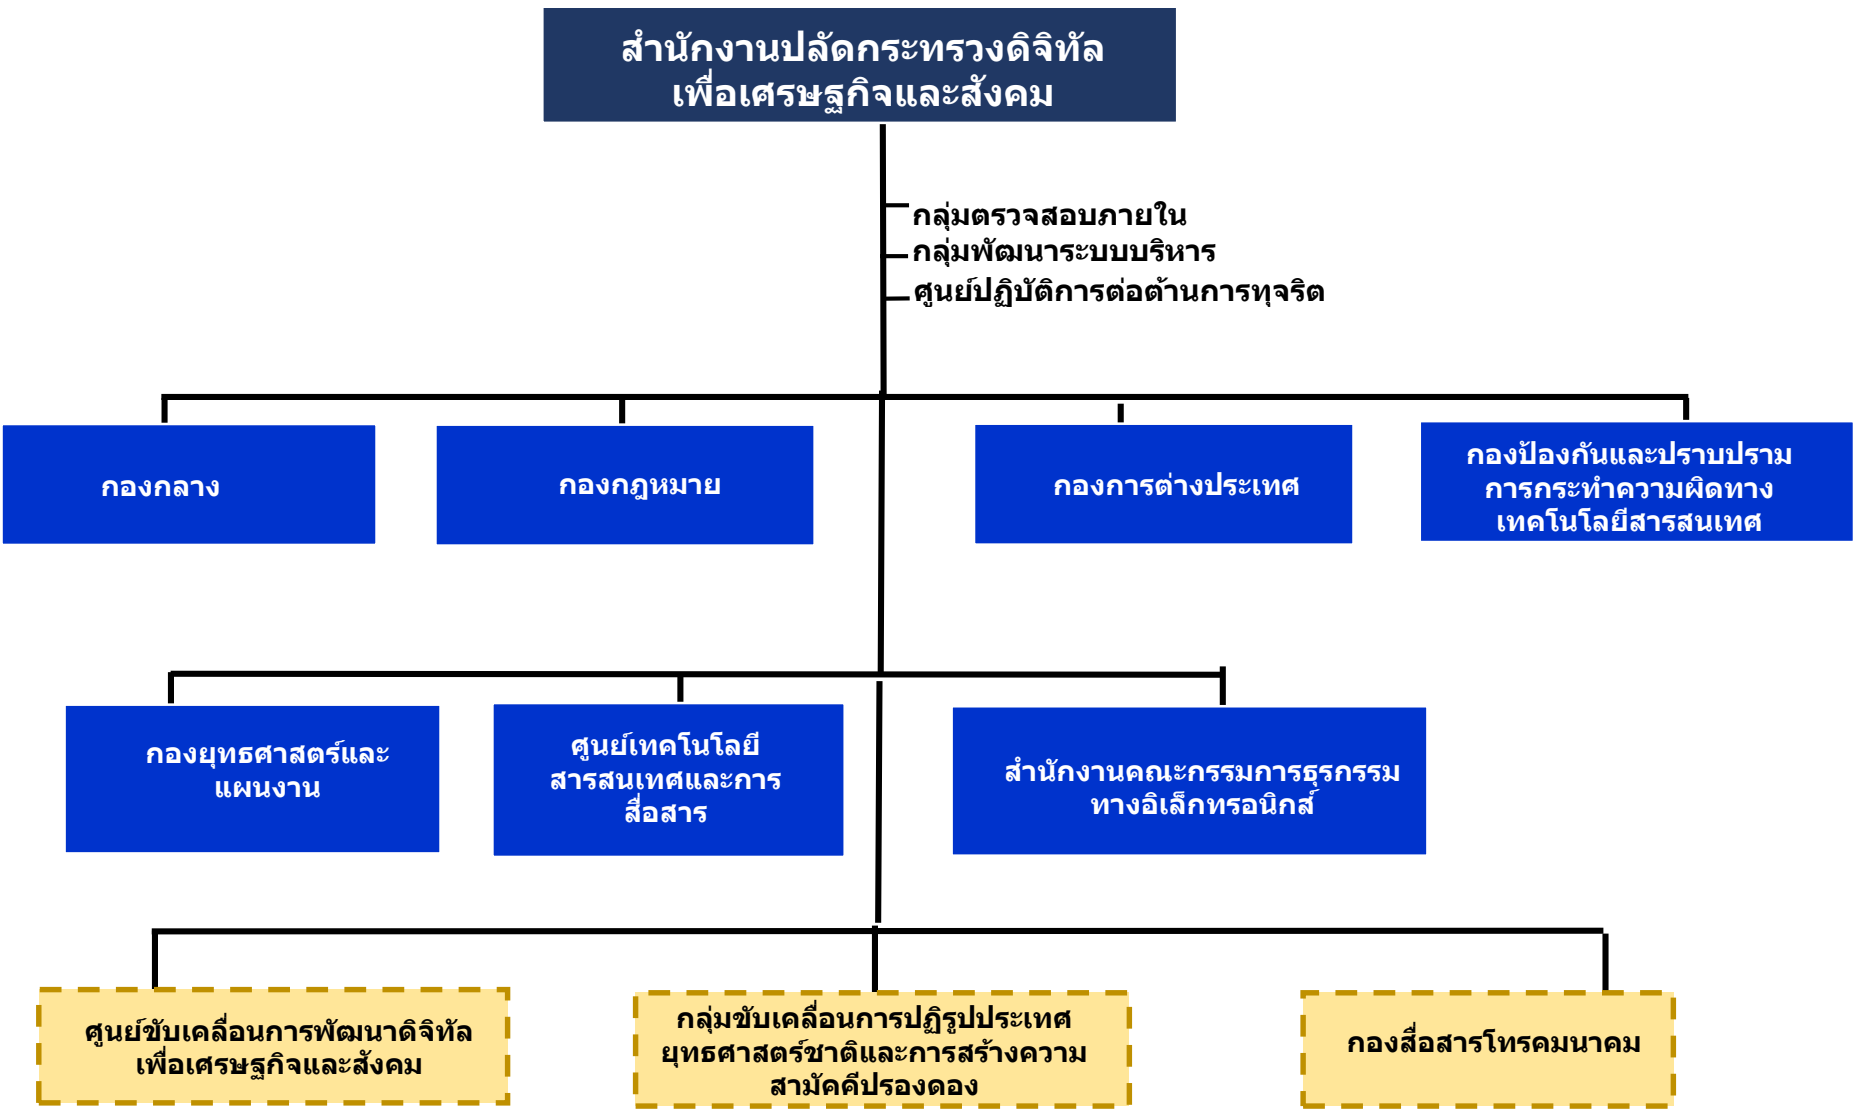 สำนักงานปลัดกระทรวงดิจิทัล
เพื่อเศรษฐกิจและสังคม
กลุ่มตรวจสอบภายใน
กลุ่มพัฒนาระบบบริหาร
ศูนย์ปฏิบัติการต่อต้านการทุจริต
กองกลาง
กองกฎหมาย
กองการต่างประเทศ
กองป้องกันและปราบปราม
การกระทำความผิดทาง
เทคโนโลยีสารสนเทศ
กองยุทธศาสตร์และ
แผนงาน
ศูนย์เทคโนโลยี
สารสนเทศและการ
สื่อสาร
สำนักงานคณะกรรมการธุรกรรม
ทางอิเล็กทรอนิกส์
ศูนย์ขับเคลื่อนการพัฒนาดิจิทัล
เพื่อเศรษฐกิจและสังคม
กลุ่มขับเคลื่อนการปฏิรูปประเทศ
ยุทธศาสตร์ชาติและการสร้างความ
สามัคคีปรองดอง
กองสื่อสารโทรคมนาคม